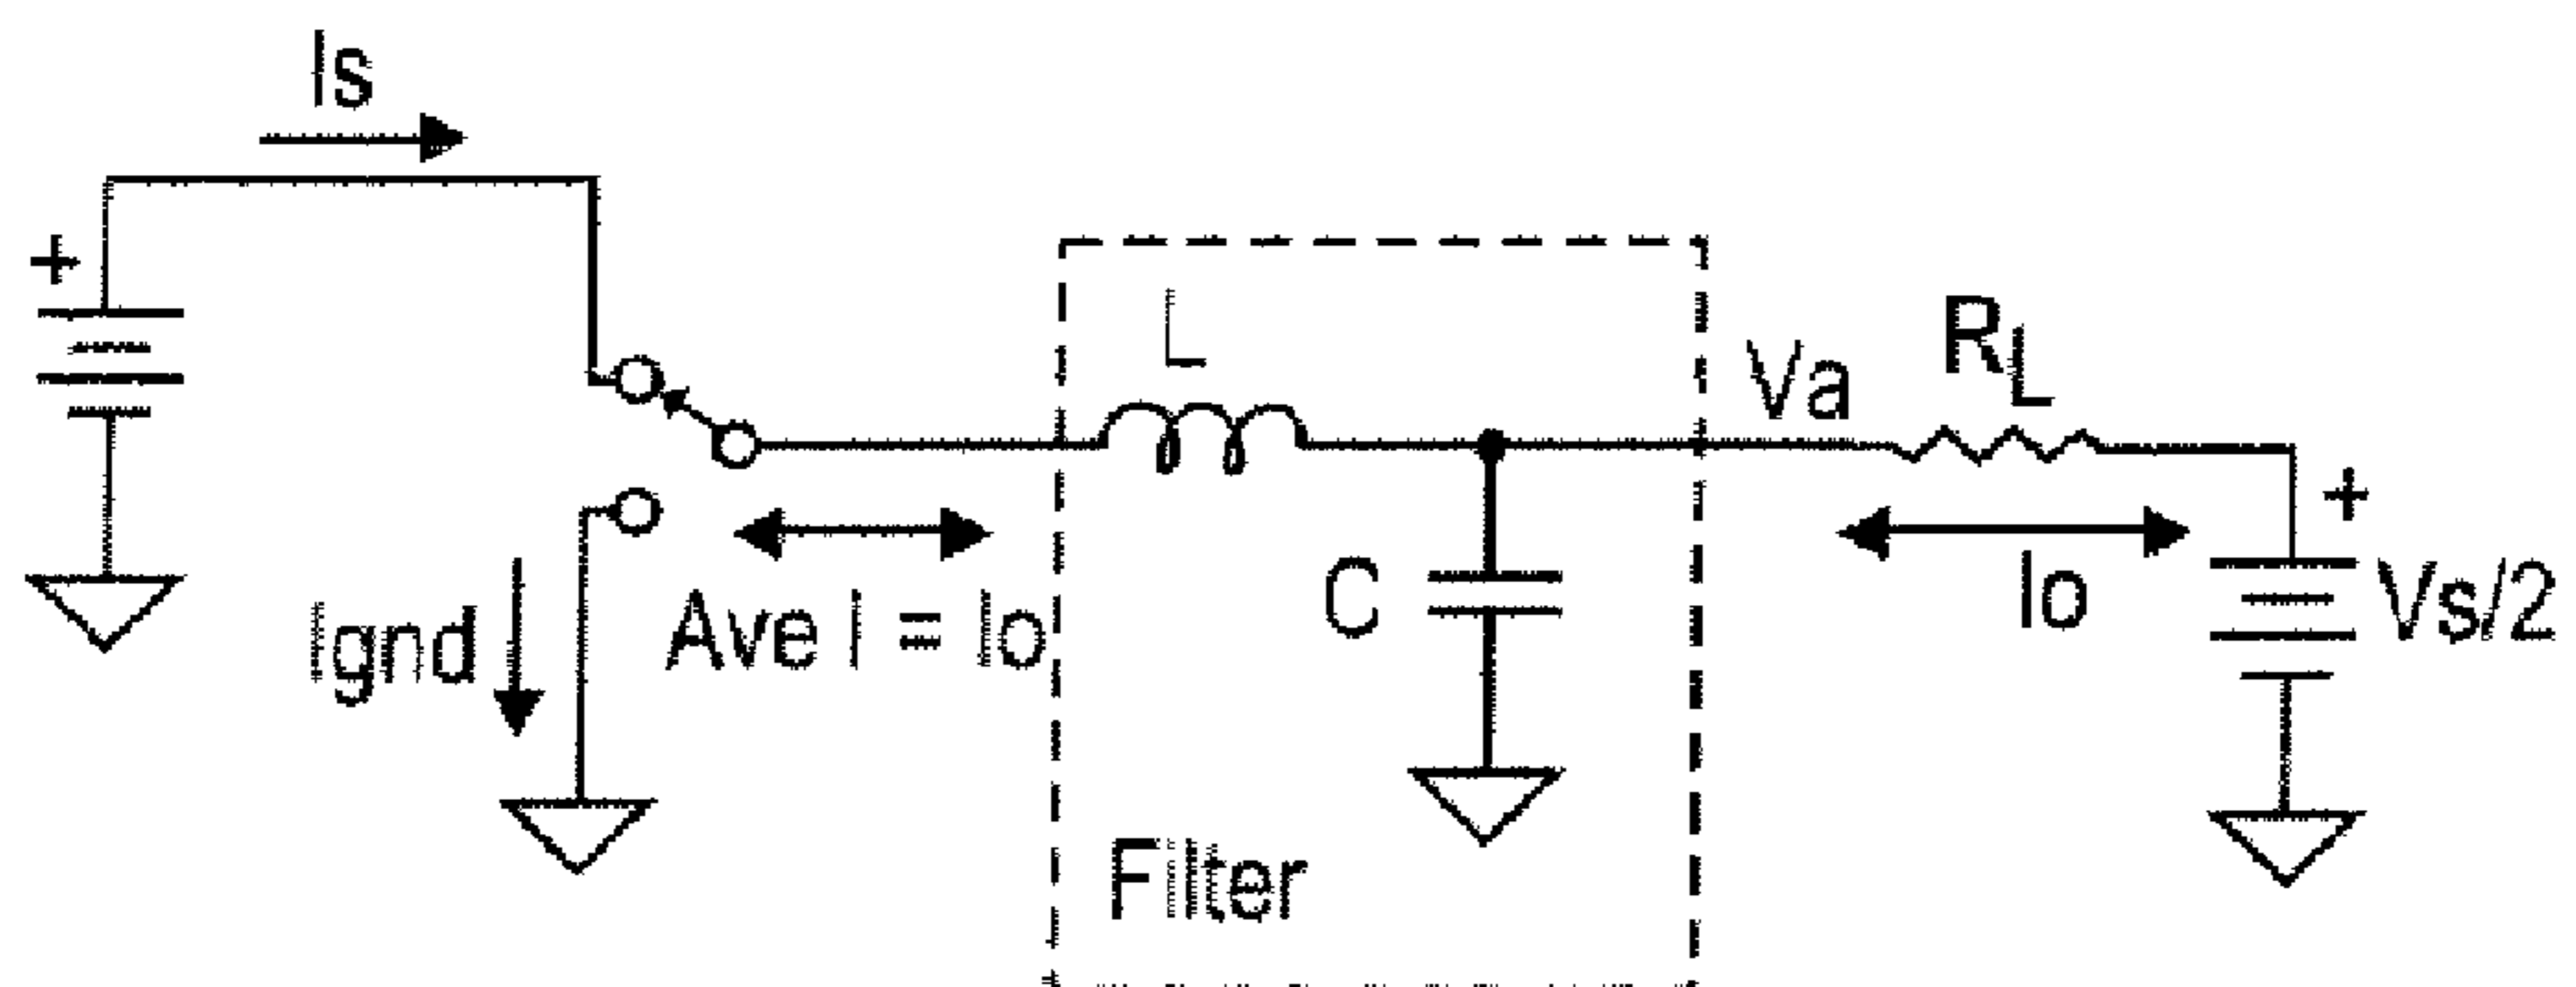 Is
+
L
Va
RL
+
Ignd
Ave I = Io
C
Io
Vs/2
Filter